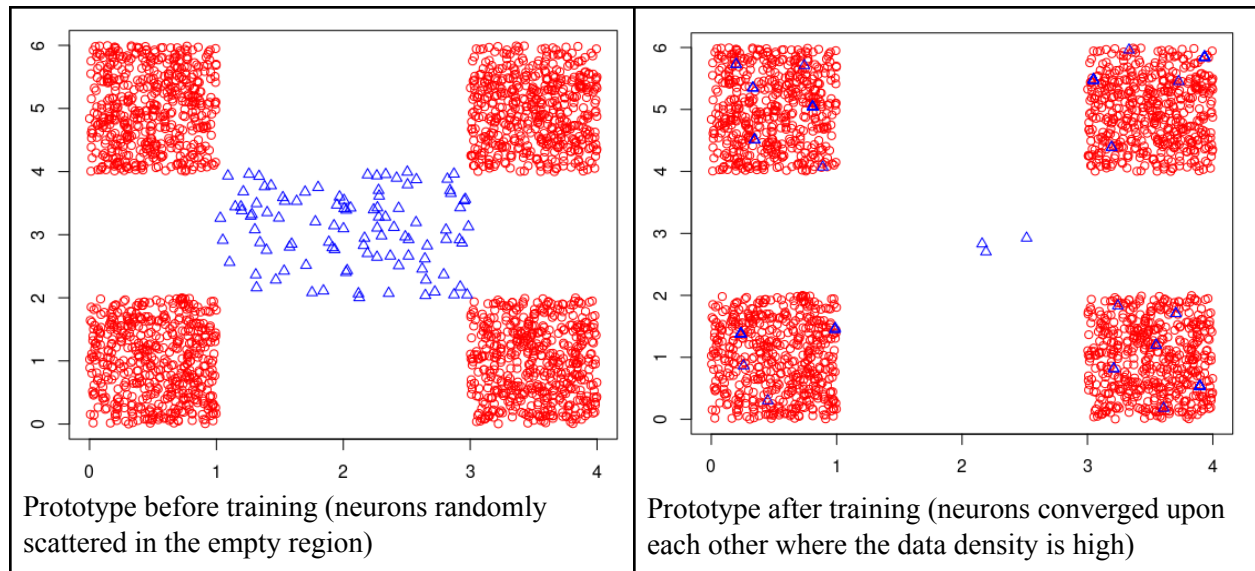 6
5
4
3
2
1
0
0 1 2 3 4
Prototype before training (neurons randomly
scattered in the empty region)
6
5
4
3
2
1
0
0 1 2 3 4
Prototype after training (neurons converged upon
each other where the data density is high)